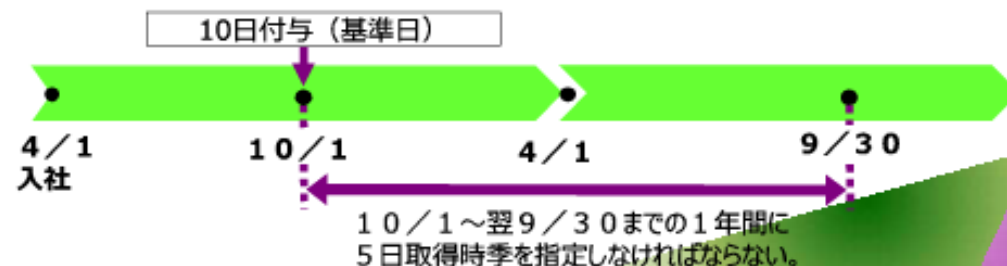 10日付与（基準日）
4／1
入社
10／1
4／1
9／30
10／1～翌9／30までの1年間に
5日取得時季を指定しなければならない。